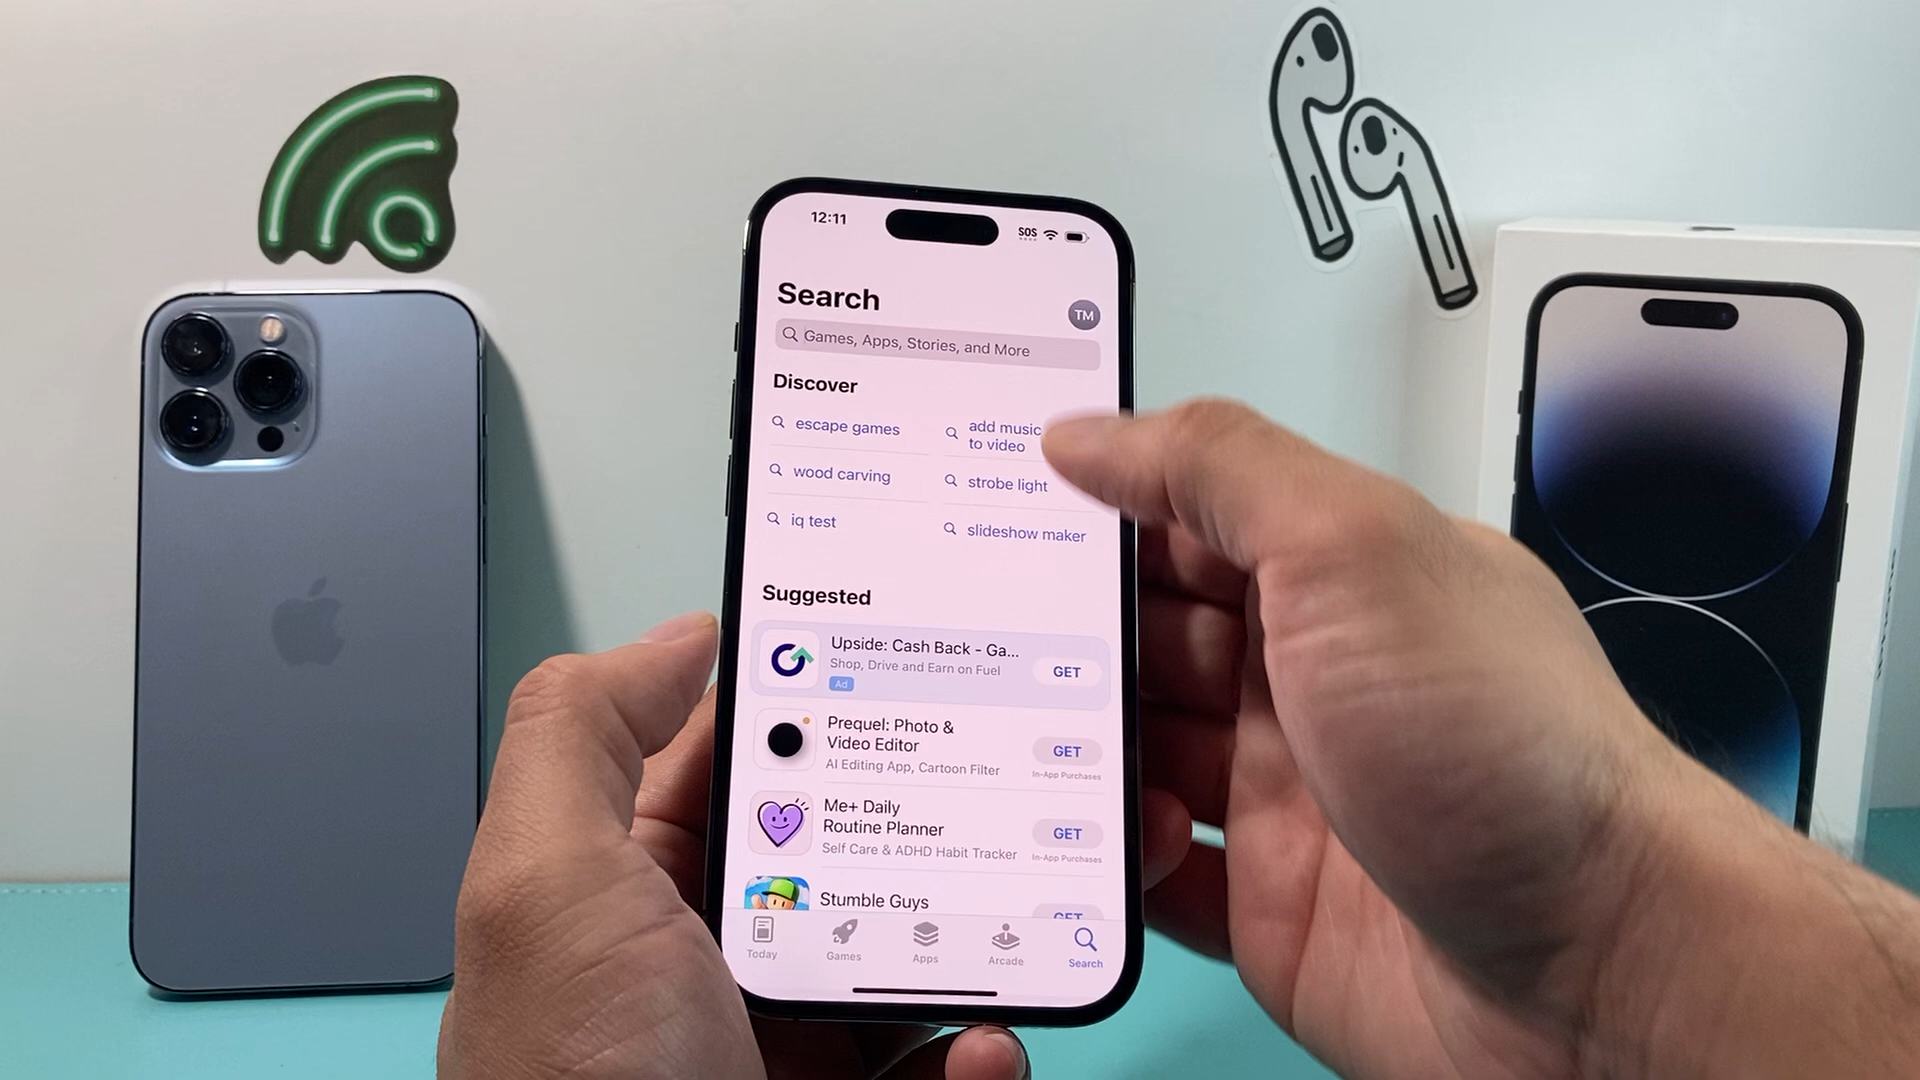 12:11
SOS
Search
TM
Games, Apps, Stories, and More
Discover
escape games
add music
to video
wood carving
strobe light
iq test
slideshow maker
Suggested
Upside: Cash Back - Ga...
Shop, Drive and Earn on Fuel
Ad
GET
Prequel: Photo &
Video Editor
AI Editing App, Cartoon Filter
GET
In-App Purchases
Me+ Daily
Routine Planner
Self Care & ADHD Habit Tracker
GET
In-App Purchases
Stumble Guys
GET
Today
Games
Apps
Arcade
Search